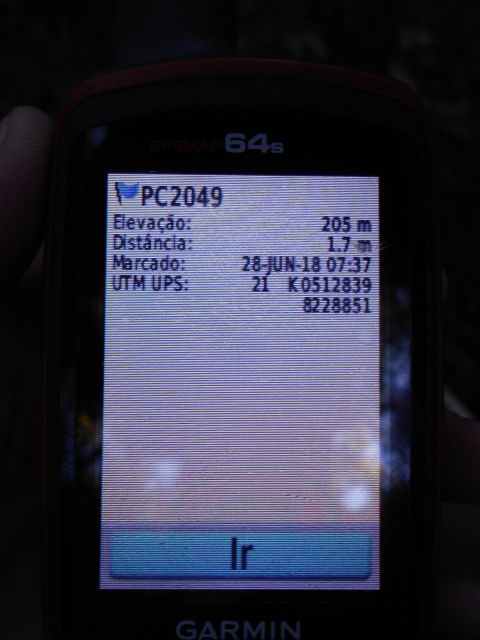 GPSMAP 64s
PC2049
Elevação: 205 m
Distância: 1.7 m
Marcado: 28-JUN-18 07:37
UTM UPS: 21 K0512839
8228851
Ir
GARMIN